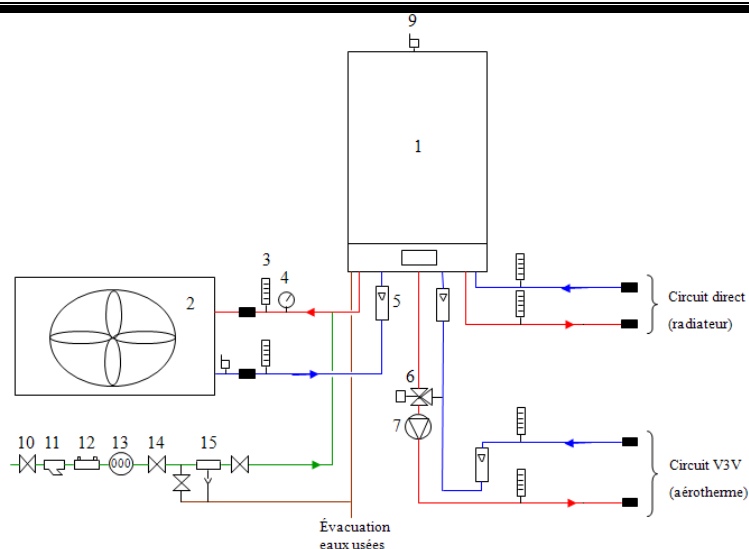 9
1
3
4
2
5
Circuit direct
(radiateur)
6
7
10
11
12
13
14
15
000
Circuit V3V
(aérotherme)
Évacuation
eaux usées